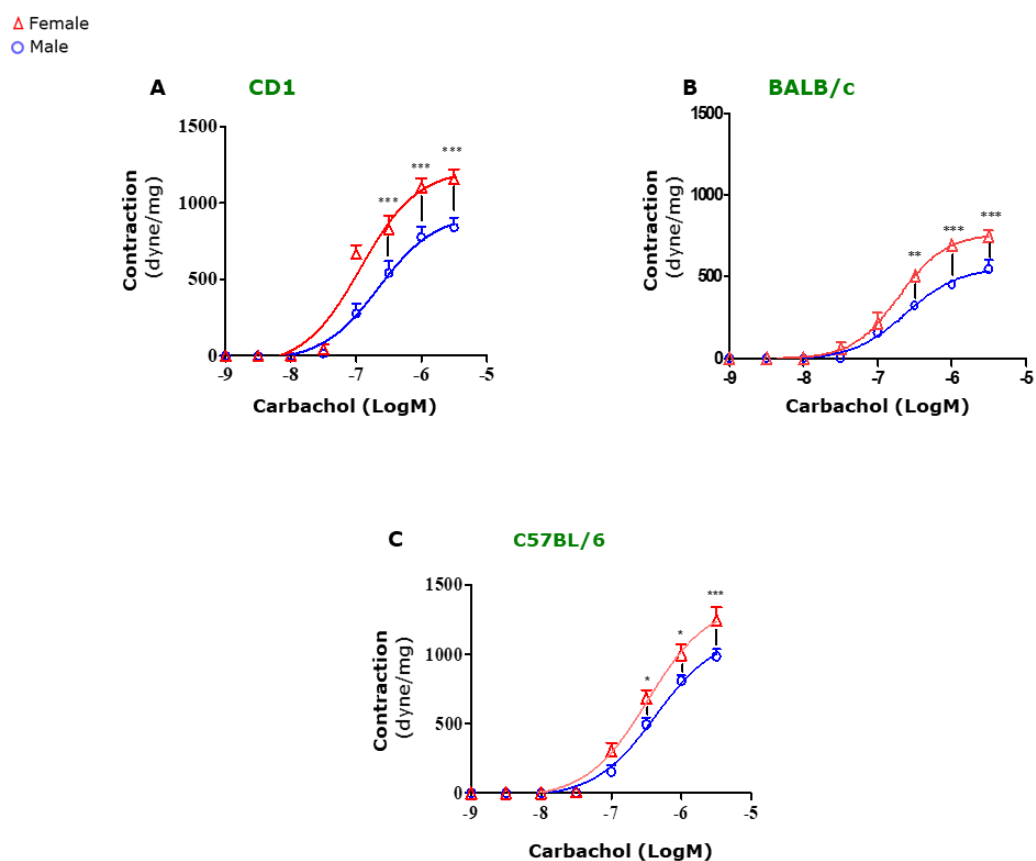 Female
Male
A CD1
1500
1000
500
0
-9 -8 -7 -6 -5
Contraction
(dyne/mg)
Carbachol (LogM)
*** *** ***
B BALB/c
1500
1000
500
0
-9 -8 -7 -6 -5
Contraction
(dyne/mg)
Carbachol (LogM)
** *** ***
C C57BL/6
1500
1000
500
0
-9 -8 -7 -6 -5
Contraction
(dyne/mg)
Carbachol (LogM)
* * ***